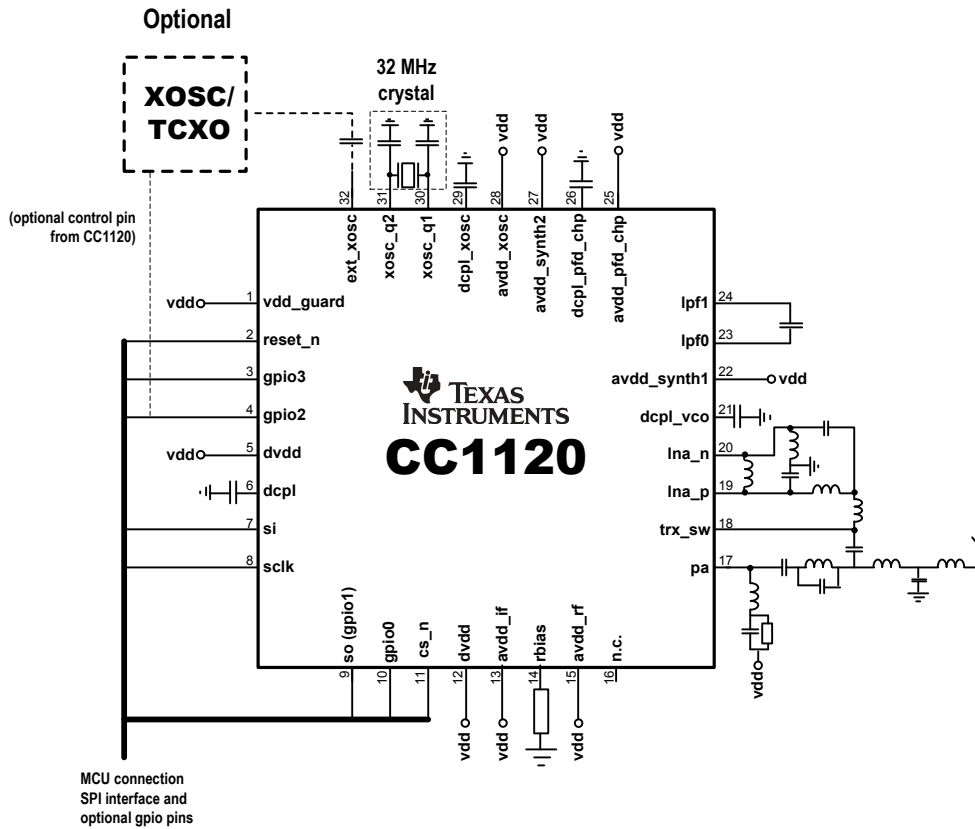 Optional
XOSC/
TCXO
32 MHz
crystal
(optional control pin
from CC1120)
vdd
vdd
vdd
32
31
30
29
28
27
26
25
ext_xosc
xosc_q2
xosc_q1
dcpl_xosc
avdd_xosc
avdd_synth2
dcpl_pfd_chp
avdd_pfd_chp
vdd
1
vdd_guard
2
reset_n
3
gpio3
4
gpio2
vdd
5
dvdd
6
dcpl
7
si
8
sclk
TEXAS
INSTRUMENTS
CC1120
lpf1
24
lpf0
23
avdd_synth1
22
vdd
dcpl_vco
21
lna_n
20
lna_p
19
trx_sw
18
pa
17
vdd
so (gpio1)
gpio0
cs_n
dvdd
avdd_if
rbias
avdd_rf
n.c.
9
10
11
12
13
14
15
16
vdd
vdd
vdd
MCU connection
SPI interface and
optional gpio pins